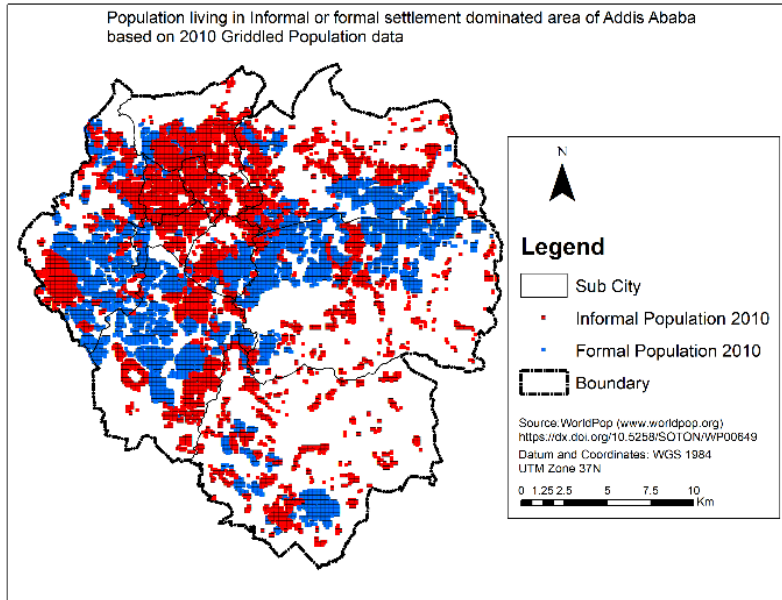 Population living in Informal or formal settlement dominated area of Addis Ababa
based on 2010 Griddled Population data
N
Legend
Sub City
Informal Population 2010
Formal Population 2010
Boundary
Source:WorldPop (www.worldpop.org)
https://dx.doi.org/10.5258/SOTON/WP00649
Datum and Coordinates: WGS 1984
UTM Zone 37N
0 1.25 2.5 5 7.5 10
Km